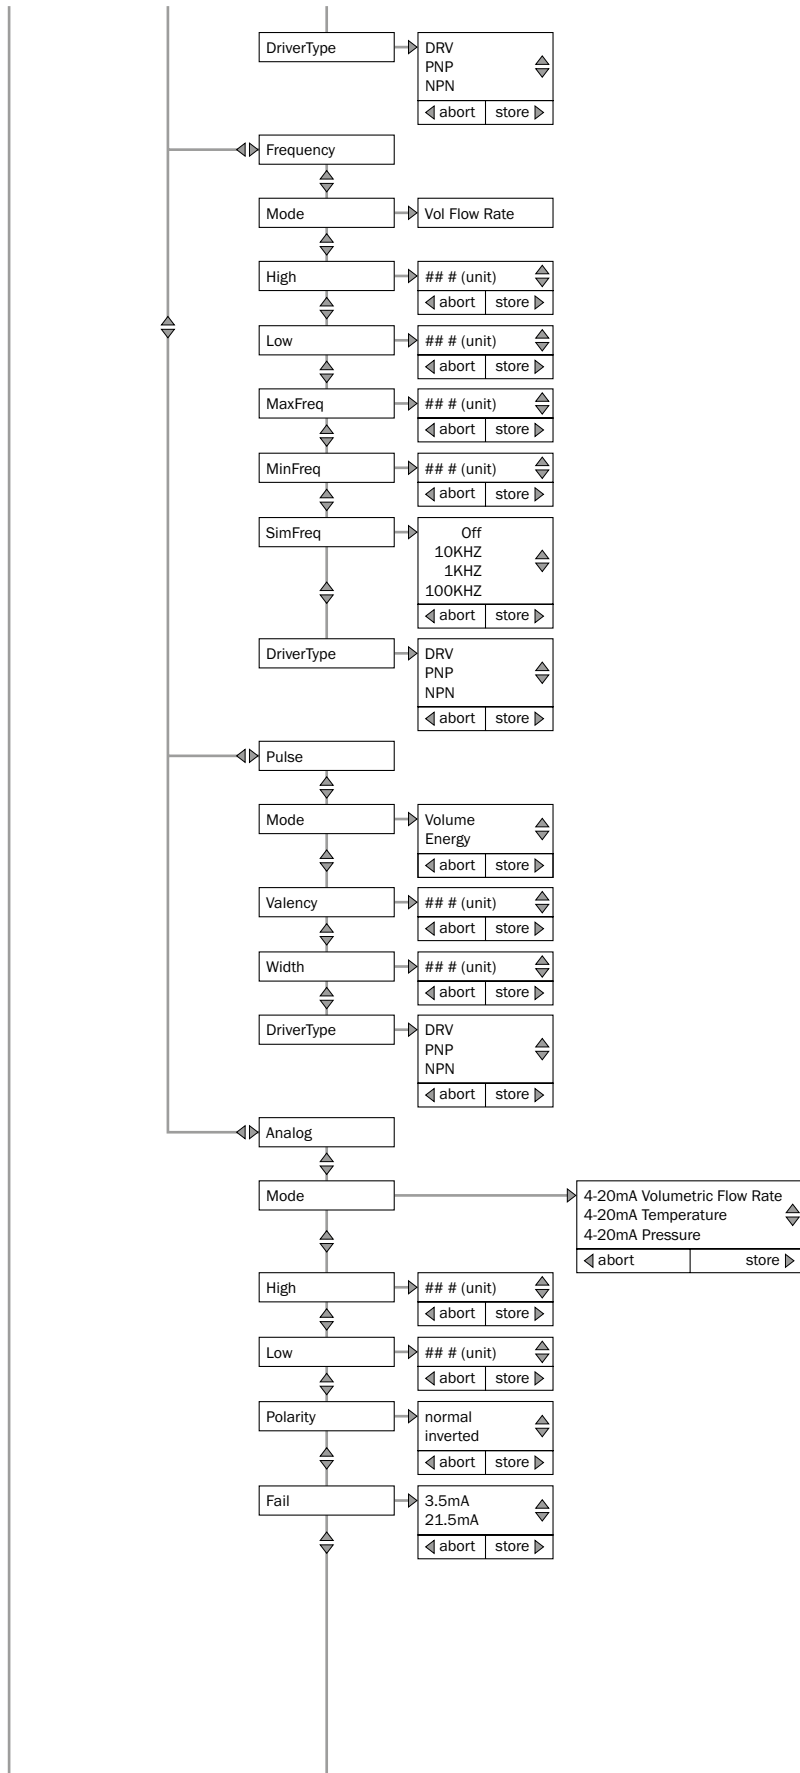 DriverType
DRV
PNP
NPN
abort store
Frequency
Mode
Vol Flow Rate
High
## # (unit)
abort store
Low
## # (unit)
abort store
MaxFreq
## # (unit)
abort store
MinFreq
## # (unit)
abort store
SimFreq
Off
10KHZ
1KHZ
100KHZ
abort store
DriverType
DRV
PNP
NPN
abort store
Pulse
Mode
Volume
Energy
abort store
Valency
## # (unit)
abort store
Width
## # (unit)
abort store
DriverType
DRV
PNP
NPN
abort store
Analog
Mode
4-20mA Volumetric Flow Rate
4-20mA Temperature
4-20mA Pressure
abort store
High
## # (unit)
abort store
Low
## # (unit)
abort store
Polarity
normal
inverted
abort store
Fail
3.5mA
21.5mA
abort store